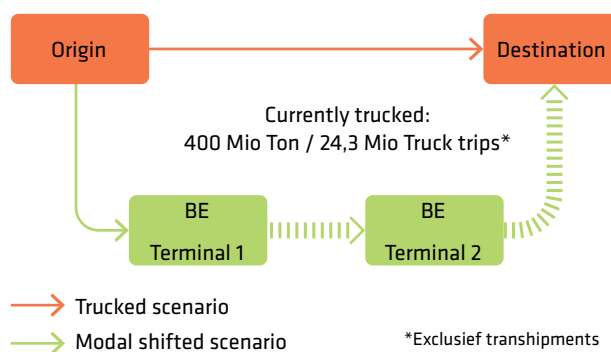 Origin
Destination
Currently trucked:
400 Mio Ton / 24,3 Mio Truck trips*
BE
Terminal 1
BE
Terminal 2
Trucked scenario
Modal shifted scenario
*Exclusief transhipments